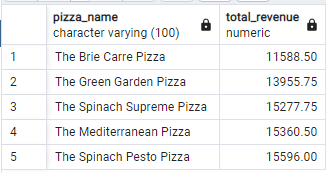 pizza_name total_revenue
character varying (100) numeric
1 The Brie Carre Pizza 11588.50
2 The Green Garden Pizza 13955.75
3 The Spinach Supreme Pizza 15277.75
4 The Mediterranean Pizza 15360.50
5 The Spinach Pesto Pizza 15596.00